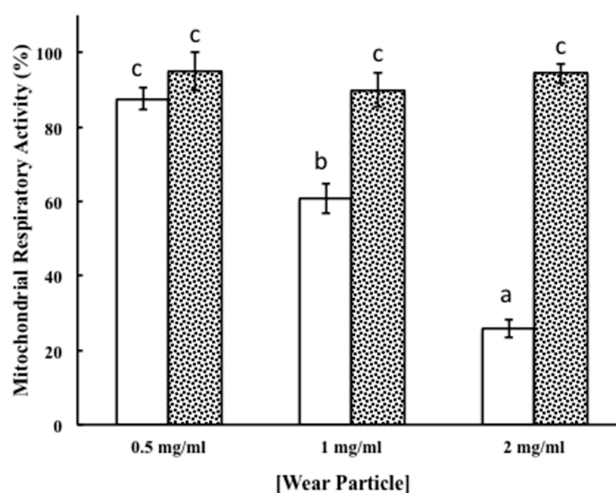 Mitochondrial Respiratory Activity (%)
100
80
60
40
20
0
c
c
b
c
a
c
0.5 mg/ml
1 mg/ml
2 mg/ml
[Wear Particle]